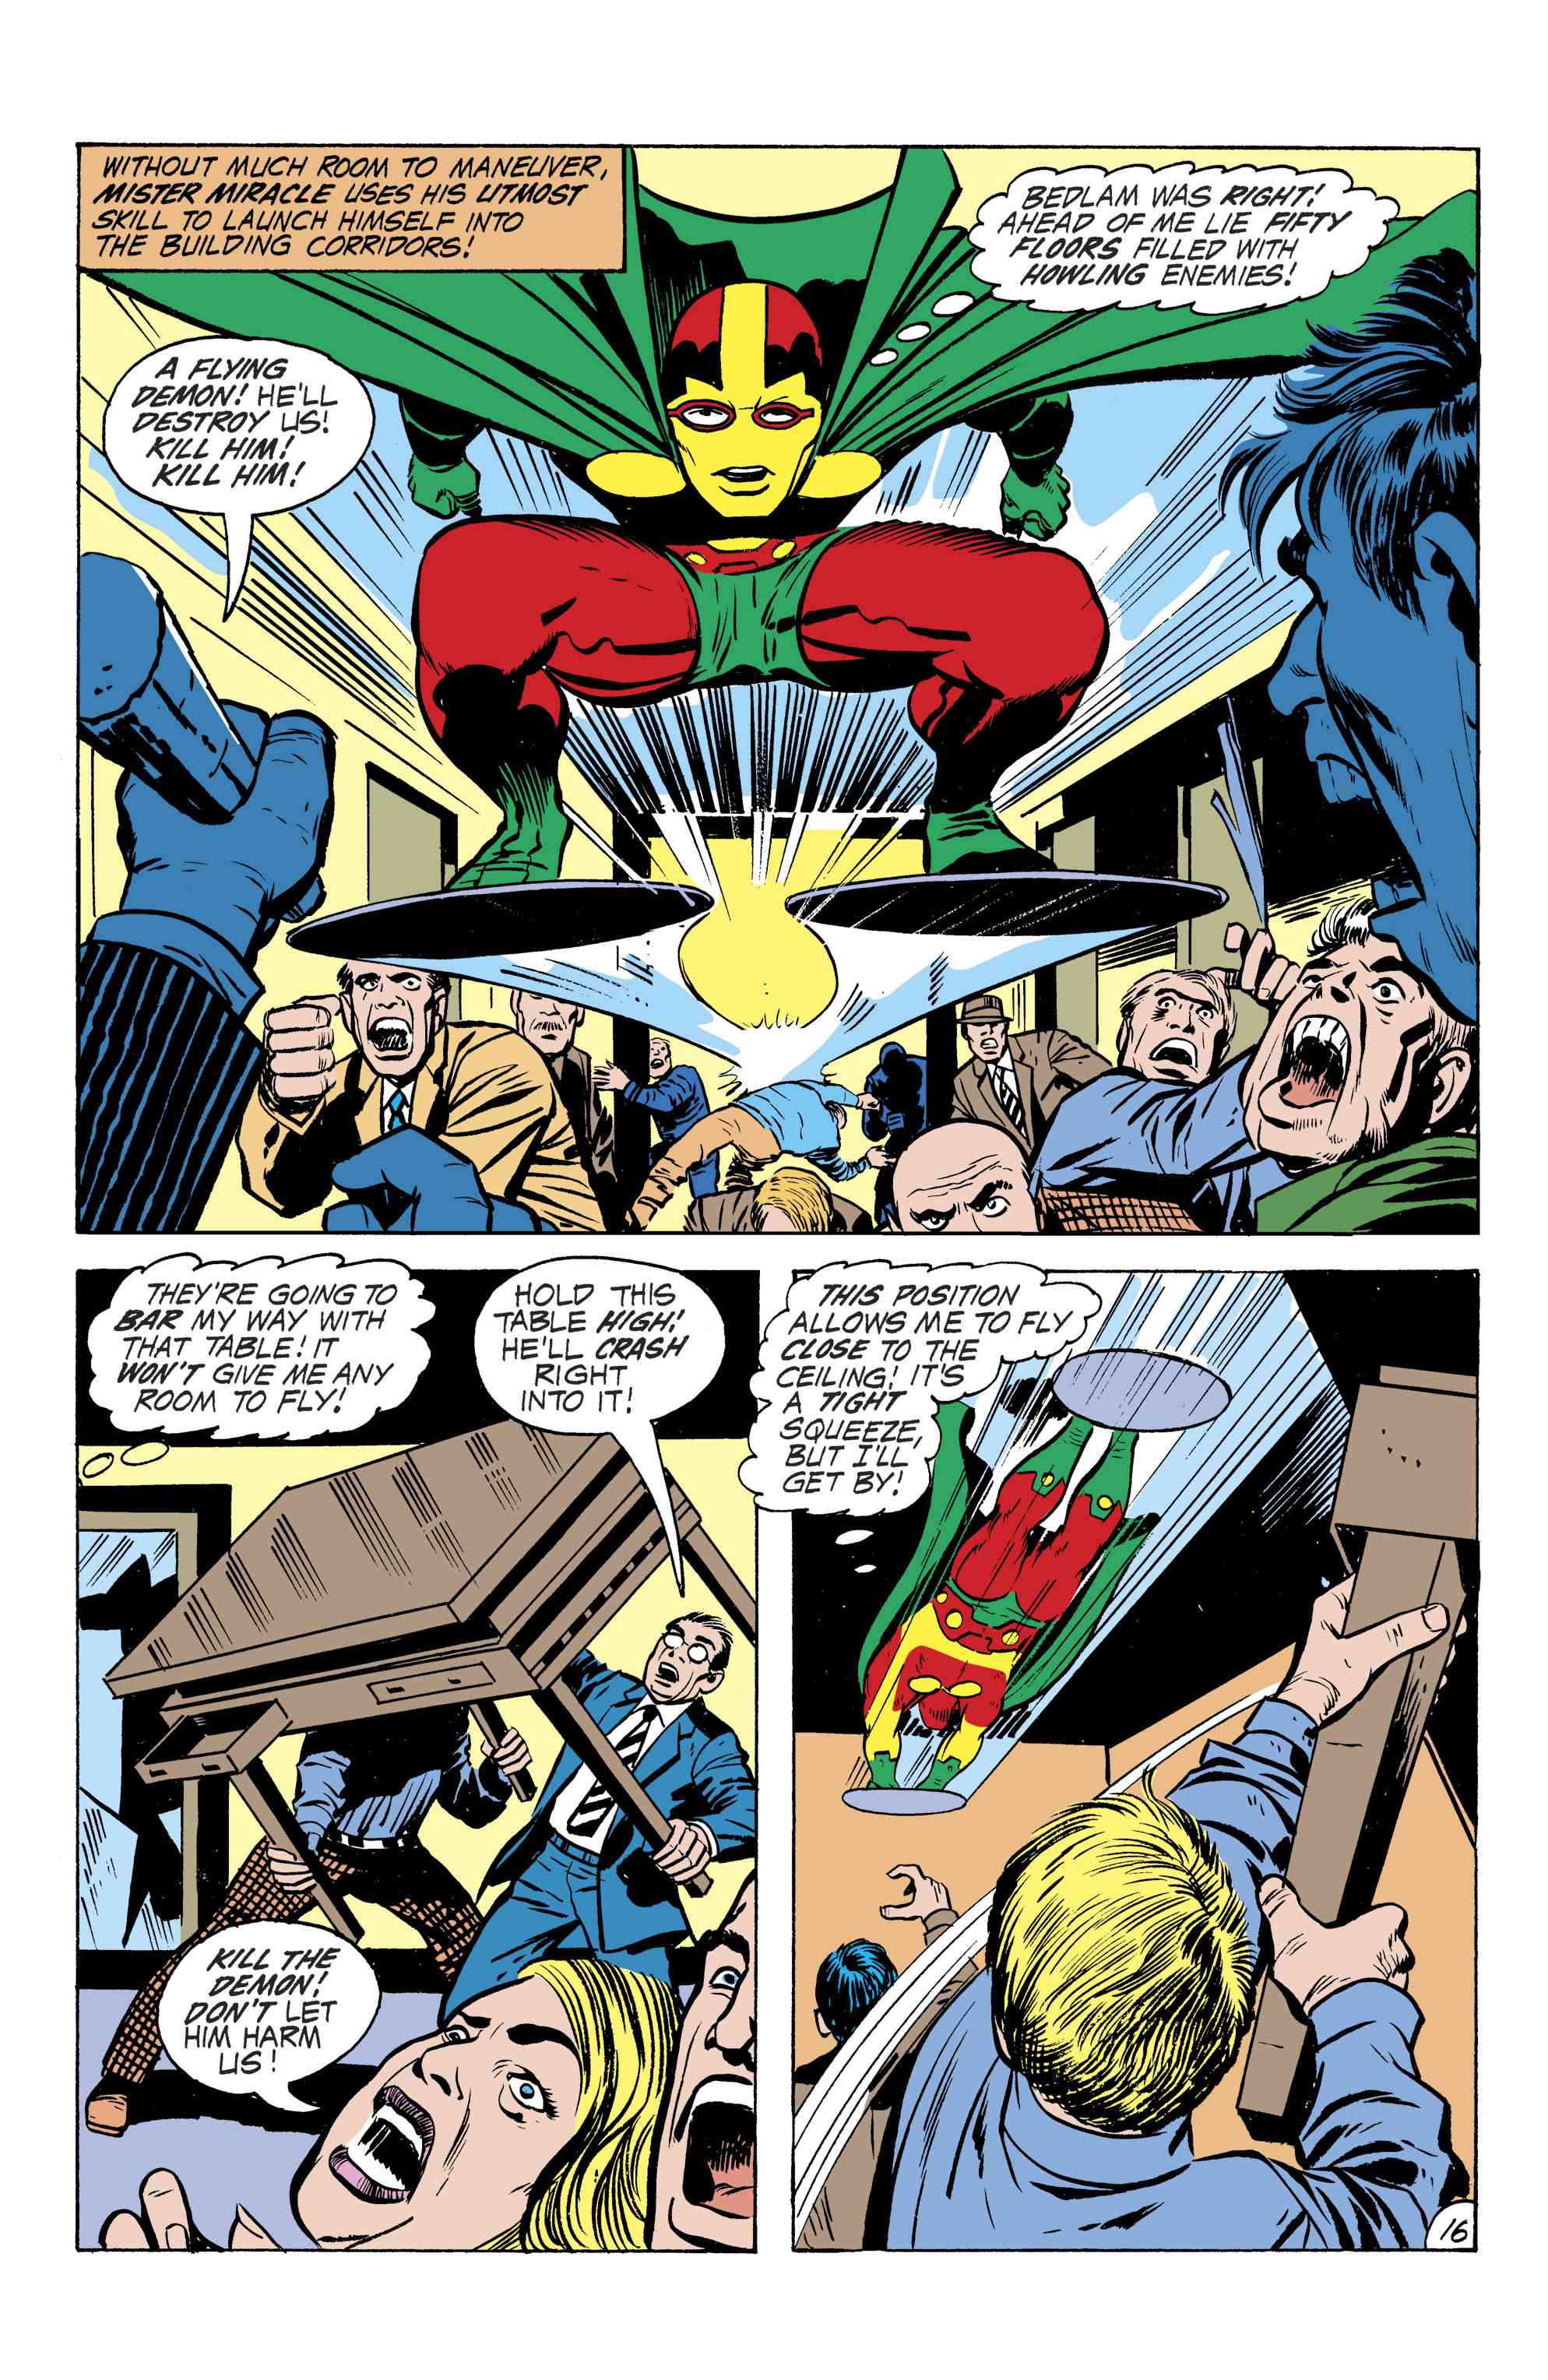 WITHOUT MUCH ROOM TO MANEUVER,
MISTER MIRACLE USES HIS UTMOST
SKILL TO LAUNCH HIMSELF INTO
THE BUILDING CORRIDORS!
BEDLAM WAS RIGHT!
AHEAD OF ME LIE FIFTY
FLOORS FILLED WITH
HOWLING ENEMIES!
A FLYING
DEMON! HE'LL
DESTROY US!
KILL HIM!
KILL HIM!
THEY'RE GOING TO
BAR MY WAY WITH
THAT TABLE! IT
WON'T GIVE ME ANY
ROOM TO FLY!
HOLD THIS
TABLE HIGH!
HE'LL CRASH
RIGHT
INTO IT!
KILL THE
DEMON!
DON'T LET
HIM HARM
US!
THIS POSITION
ALLOWS ME TO FLY
CLOSE TO THE
CEILING! IT'S
A TIGHT
SQUEEZE,
BUT I'LL
GET BY!
16